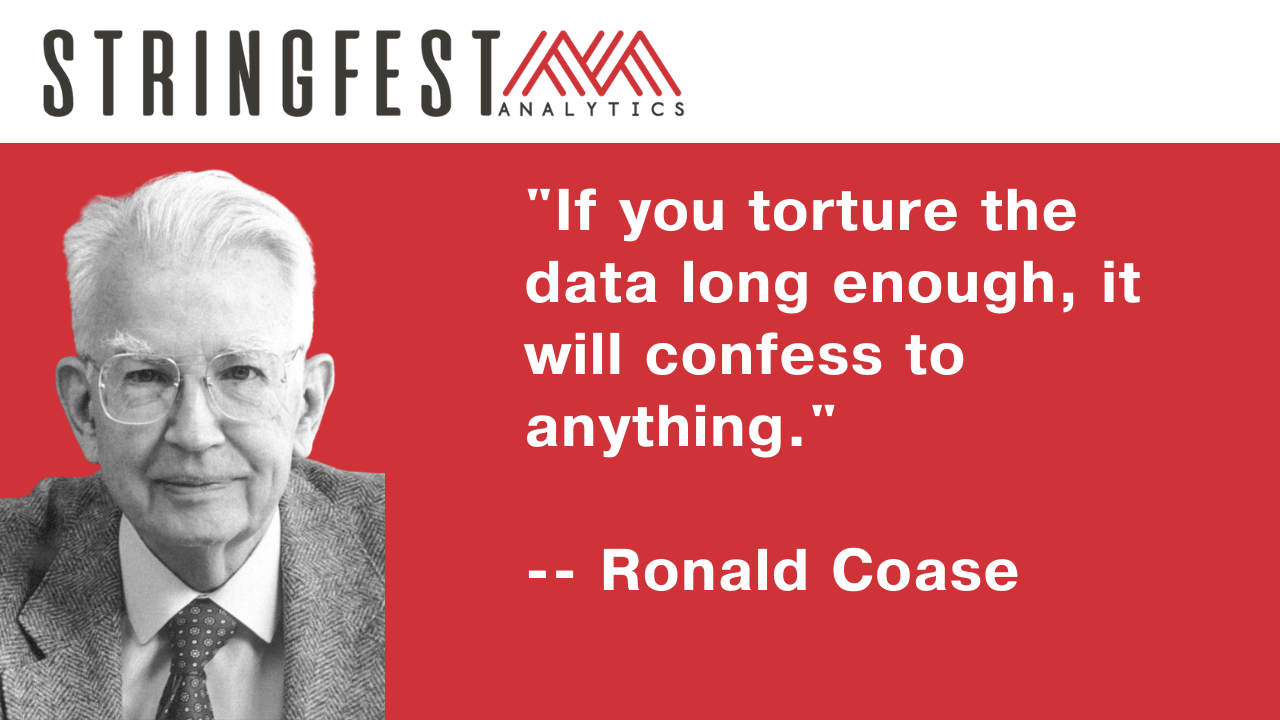 STRINGFEST
ANALYTICS
"If you torture the
data long enough, it
will confess to
anything."
-- Ronald Coase